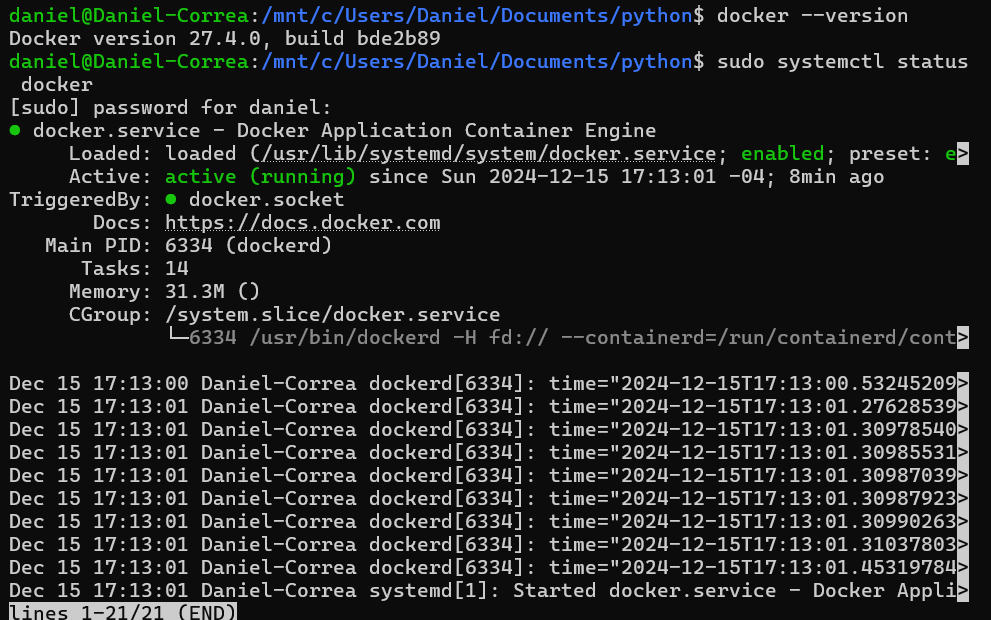 daniel@Daniel-Correa:/mnt/c/Users/Daniel/Documents/python$ docker --version
Docker version 27.4.0, build bde2b89
daniel@Daniel-Correa:/mnt/c/Users/Daniel/Documents/python$ sudo systemctl status
 docker
[sudo] password for daniel:
● docker.service - Docker Application Container Engine
     Loaded: loaded (/usr/lib/systemd/system/docker.service; enabled; preset: e>
     Active: active (running) since Sun 2024-12-15 17:13:01 -04; 8min ago
TriggeredBy: ● docker.socket
       Docs: https://docs.docker.com
   Main PID: 6334 (dockerd)
      Tasks: 14
     Memory: 31.3M ()
     CGroup: /system.slice/docker.service
             └─6334 /usr/bin/dockerd -H fd:// --containerd=/run/containerd/cont>
Dec 15 17:13:00 Daniel-Correa dockerd[6334]: time="2024-12-15T17:13:00.53245209>
Dec 15 17:13:01 Daniel-Correa dockerd[6334]: time="2024-12-15T17:13:01.27628539>
Dec 15 17:13:01 Daniel-Correa dockerd[6334]: time="2024-12-15T17:13:01.30978540>
Dec 15 17:13:01 Daniel-Correa dockerd[6334]: time="2024-12-15T17:13:01.30985531>
Dec 15 17:13:01 Daniel-Correa dockerd[6334]: time="2024-12-15T17:13:01.30987039>
Dec 15 17:13:01 Daniel-Correa dockerd[6334]: time="2024-12-15T17:13:01.30987923>
Dec 15 17:13:01 Daniel-Correa dockerd[6334]: time="2024-12-15T17:13:01.30990263>
Dec 15 17:13:01 Daniel-Correa dockerd[6334]: time="2024-12-15T17:13:01.31037803>
Dec 15 17:13:01 Daniel-Correa dockerd[6334]: time="2024-12-15T17:13:01.45319784>
Dec 15 17:13:01 Daniel-Correa systemd[1]: Started docker.service - Docker Appli>
lines 1-21/21 (END)